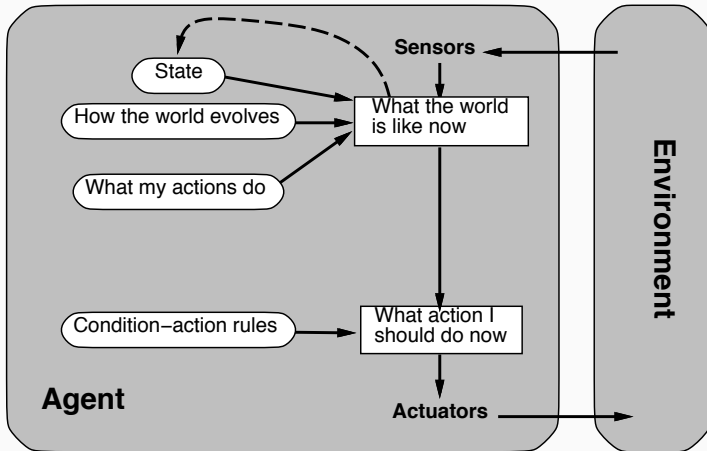 Sensors
State
What the world
is like now
How the world evolves
What my actions do
Environment
What action I
should do now
Condition−action rules
Agent
Actuators